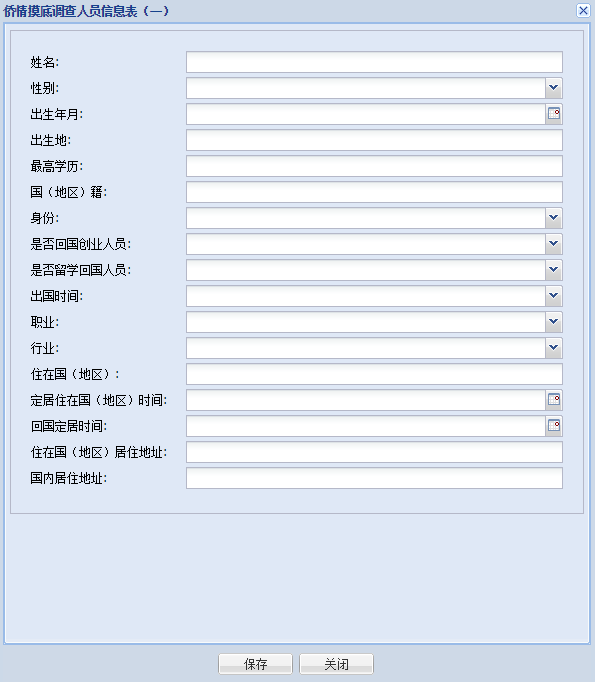 侨情摸底调查人员信息表（一）
姓名:
性别:
出生年月:
出生地:
最高学历:
国（地区）籍:
身份:
是否回国创业人员:
是否留学回国人员:
出国时间:
职业:
行业:
住在国（地区）:
定居住在国（地区）时间:
回国定居时间:
住在国（地区）居住地址:
国内居住地址:
保存 关闭